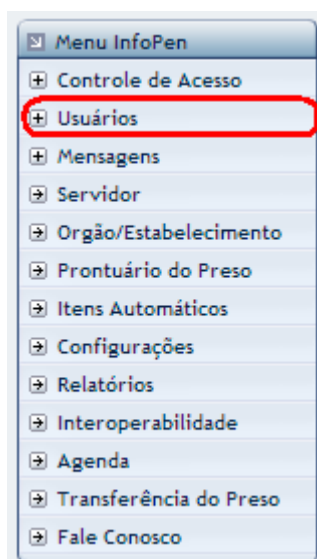 Menu InfoPen
Controle de Acesso
Usuários
Mensagens
Servidor
Orgão/Estabelecimento
Prontuário do Preso
Itens Automáticos
Configurações
Relatórios
Interoperabilidade
Agenda
Transferência do Preso
Fale Conosco